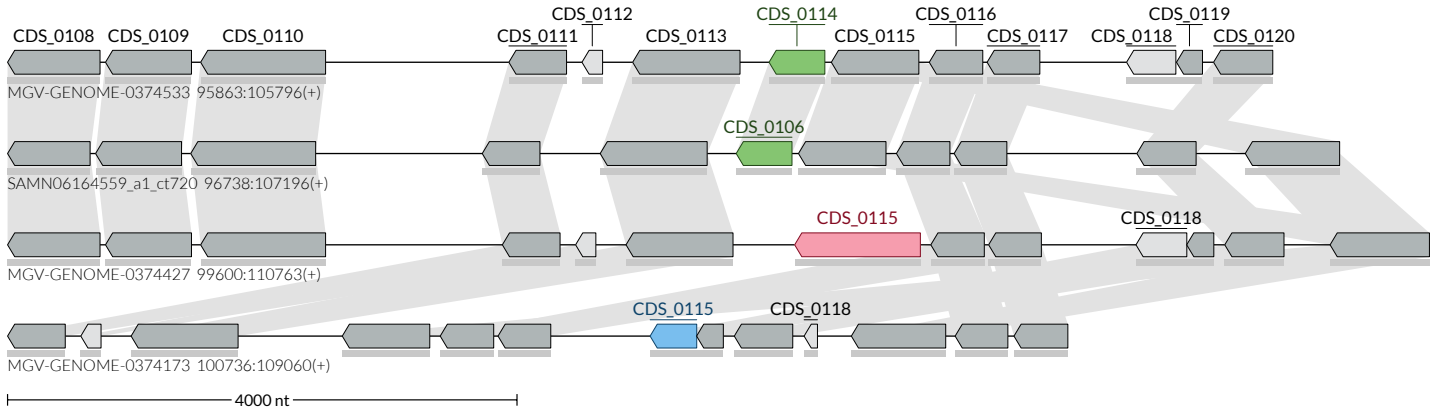 CDS_0112 CDS_0114 CDS_0116 CDS_0119
CDS_0108 CDS_0109 CDS_0110 CDS_0111 CDS_0113 CDS_0115 CDS_0117 CDS_0118 CDS_0120
MGV-GENOME-0374533 95863:105796(+)
CDS_0106
SAMN06164559_a1_ct720 96738:107196(+)
CDS_0115 CDS_0118
MGV-GENOME-0374427 99600:110763(+)
CDS_0115 CDS_0118
MGV-GENOME-0374173 100736:109060(+)
4000 nt